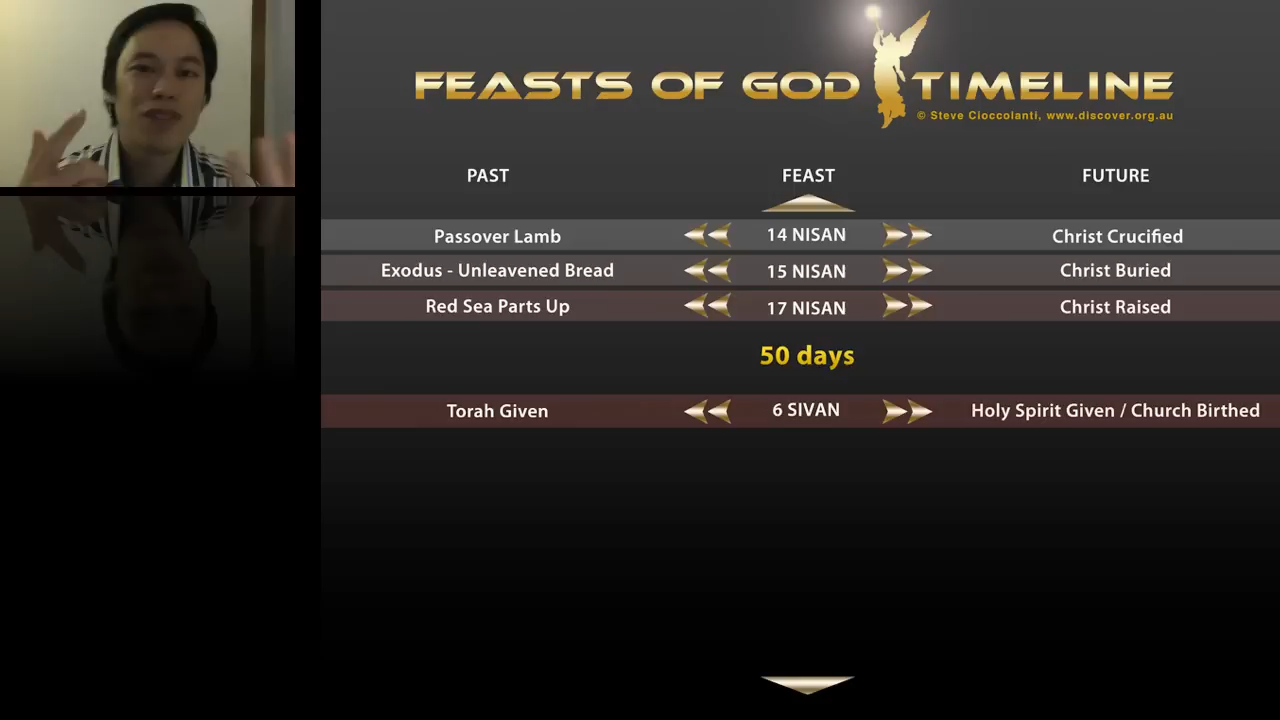 FEASTS OF GOD TIMELINE
© Steve Cioccolanti, www.discover.org.au
PAST FEAST FUTURE
Passover Lamb 14 NISAN Christ Crucified
Exodus - Unleavened Bread 15 NISAN Christ Buried
Red Sea Parts Up 17 NISAN Christ Raised
50 days
Torah Given 6 SIVAN Holy Spirit Given / Church Birthed